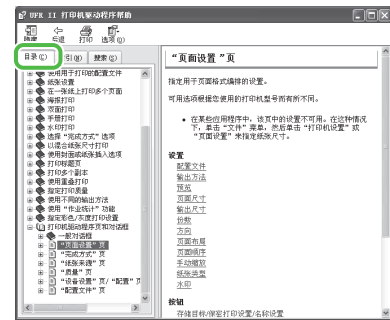 UFR II 打印机驱动程序帮助
隐藏 后退 打印 选项(O)
目录(C) 索引(N) 搜索(S)
使用用于打印的配置文件
纸张设置
在一张纸上打印多个页面
海报打印
双面打印
手册打印
水印打印
选择“完成方式”选项
以混合纸张尺寸打印
使用封面或纸张插入选项
打印标题页
打印多个副本
使用重叠打印
指定打印质量
使用不同的输出方法
使用“作业统计”功能
指定彩色/灰度打印设置
打印机驱动程序页和对话框
一般对话框
“页面设置”页
“完成方式”页
“纸张来源”页
“质量”页
“设备设置”页/“配置”页
“配置文件”页
“页面设置”页
指定用于页面格式编排的设置。
可用选项根据您使用的打印机型号而有所不同。
• 在某些应用程序中，该页中的设置不可用。在这种情况
下，单击“文件”菜单，然后单击“打印机设置”或
“页面设置”来指定纸张尺寸。
设置
配置文件
输出方法
预览
页面尺寸
输出尺寸
份数
方向
页面布局
页面顺序
手动缩放
纸张类型
水印
按钮
存储目标/保密打印设置/名称设置